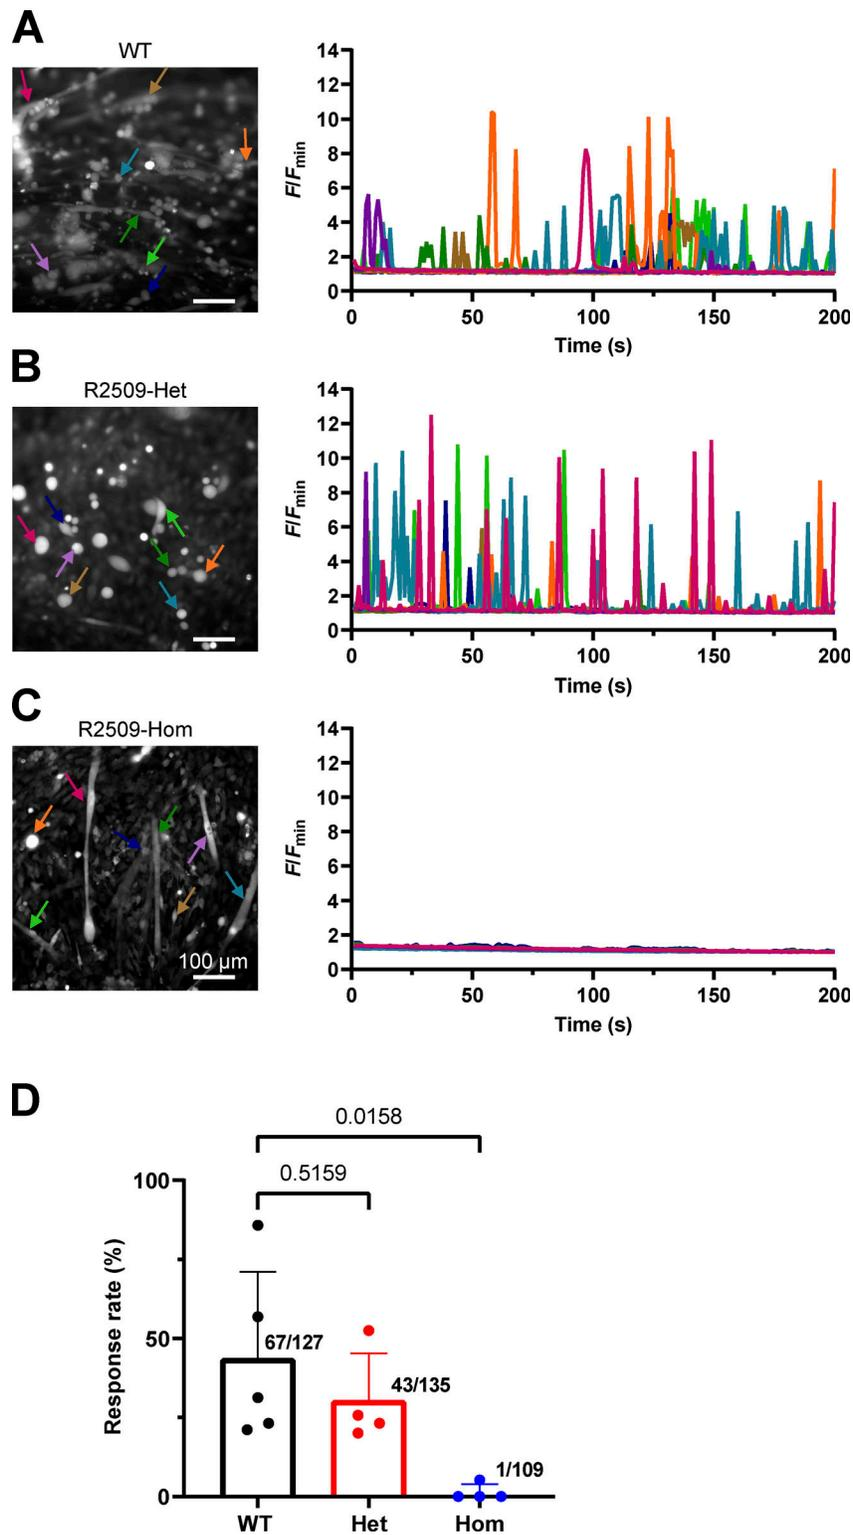 A
WT
14
12
10
8
6
4
2
0
F/Fmin
0 50 100 150 200
Time (s)
B
R2509-Het
14
12
10
8
6
4
2
0
F/Fmin
0 50 100 150 200
Time (s)
C
R2509-Hom
100 µm
14
12
10
8
6
4
2
0
F/Fmin
0 50 100 150 200
Time (s)
D
0.0158
0.5159
100
50
0
Response rate (%)
67/127
43/135
1/109
WT Het Hom